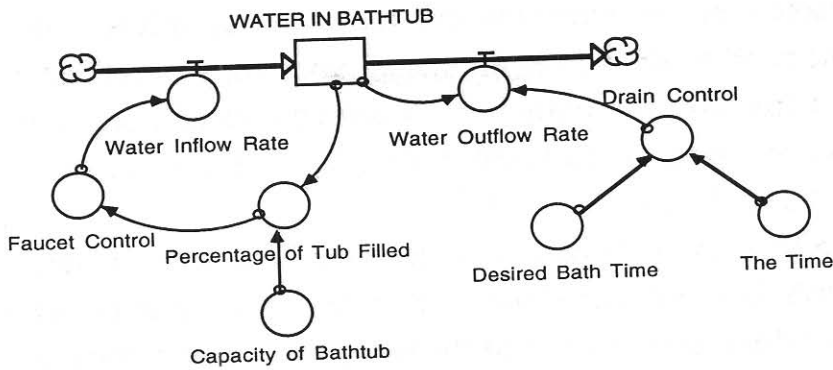 WATER IN BATHTUB
Drain Control
Water Inflow Rate
Water Outflow Rate
Faucet Control
Percentage of Tub Filled
Desired Bath Time
The Time
Capacity of Bathtub